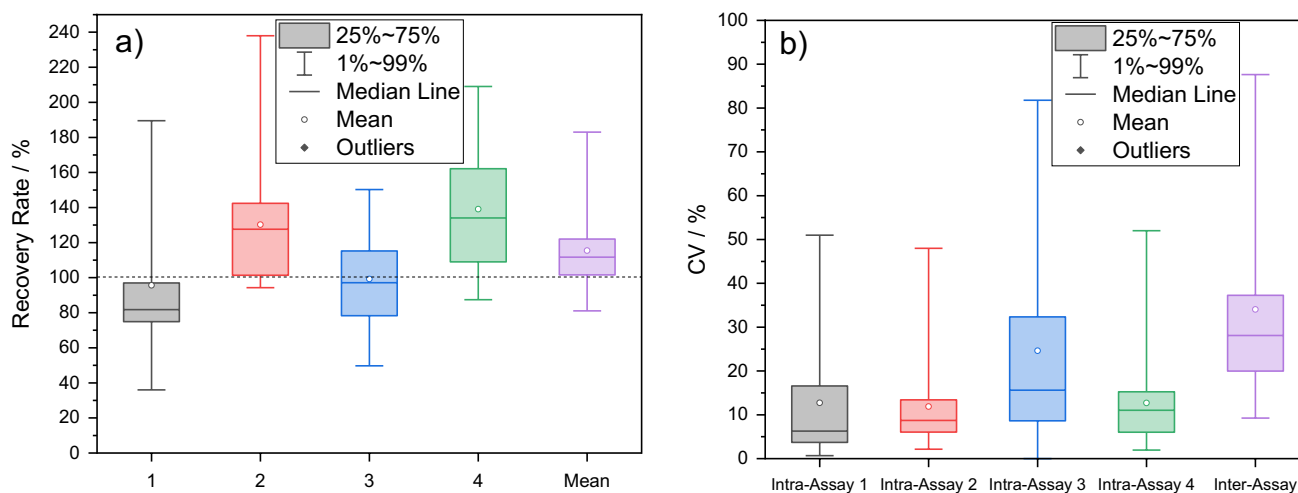 a)
25%~75%
1%~99%
Median Line
Mean
Outliers
Recovery Rate / %
240
220
200
180
160
140
120
100
80
60
40
20
0
1 2 3 4 Mean
b)
25%~75%
1%~99%
Median Line
Mean
Outliers
CV / %
100
90
80
70
60
50
40
30
20
10
0
Intra-Assay 1 Intra-Assay 2 Intra-Assay 3 Intra-Assay 4 Inter-Assay